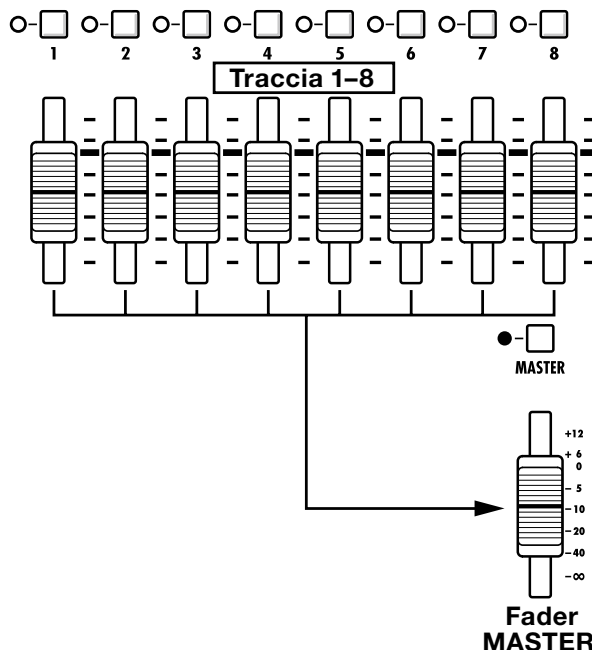 1 2 3 4 5 6 7 8
Traccia 1–8
MASTER
+12
+ 6
0
– 5
–10
–20
–40
–∞
Fader
MASTER